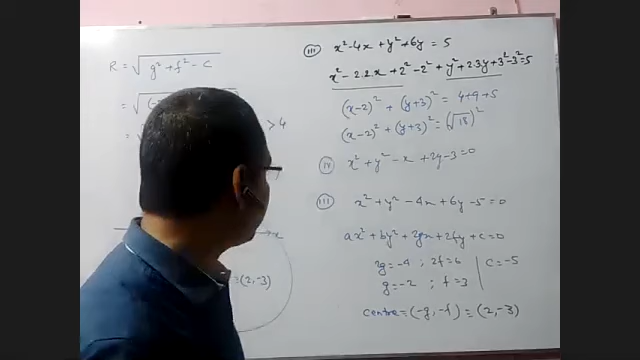 R = √(g² + f² - c)
= √(
=
> 4
x
=(2,-3)
(iii) x² - 4x + y² + 6y = 5
x² - 2.2.x + 2² - 2² + y² + 2.3y + 3² - 3² = 5
(x-2)² + (y+3)² = 4+9+5
(x-2)² + (y+3)² = (√18)²
(iv) x² + y² - x + 2y - 3 = 0
(iii) x² + y² - 4x + 6y - 5 = 0
ax² + by² + 2gx + 2fy + c = 0
2g = -4 ; 2f = 6 | c = -5
g = -2 ; f = 3
centre = (-g, -f) = (2, -3)